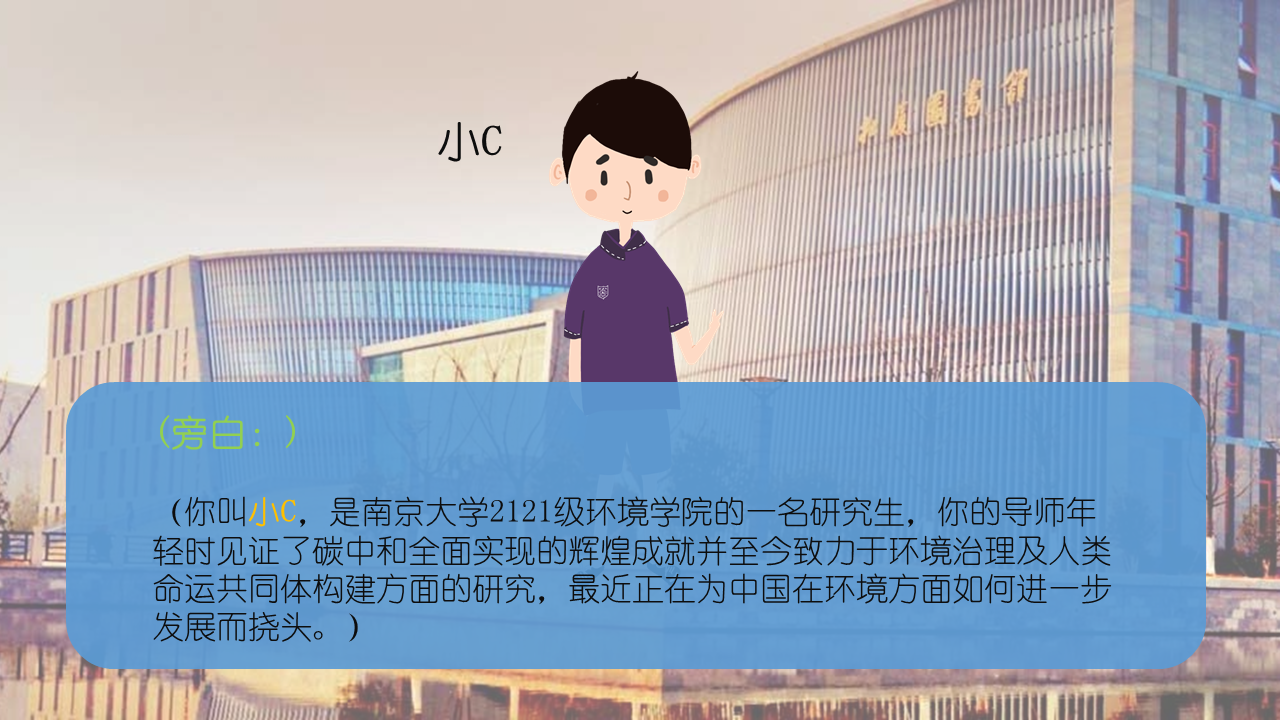 小C
杜厦图书馆
(旁白：)
（你叫小C，是南京大学2121级环境学院的一名研究生，你的导师年
轻时见证了碳中和全面实现的辉煌成就并至今致力于环境治理及人类
命运共同体构建方面的研究，最近正在为中国在环境方面如何进一步
发展而挠头。）